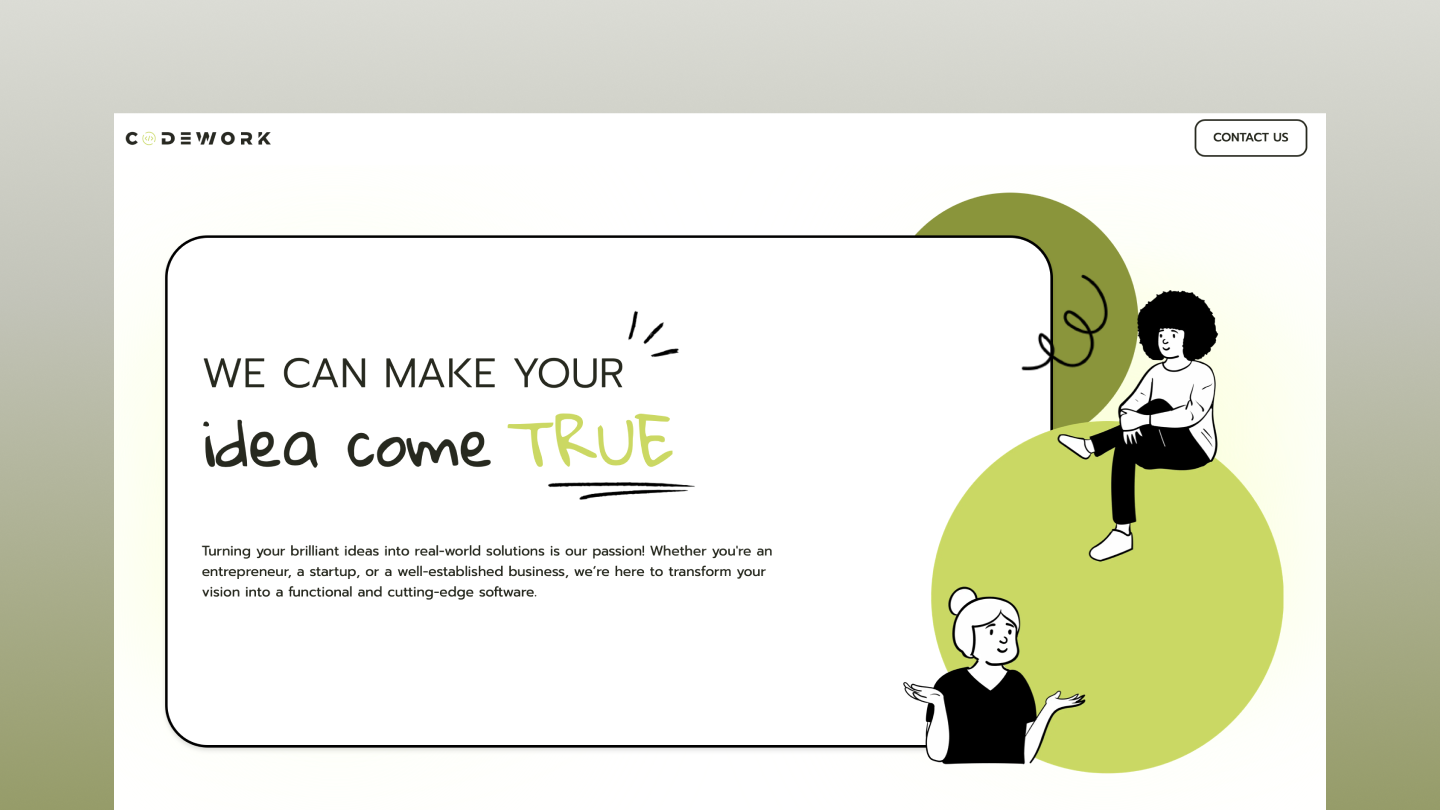 CODEWORK
CONTACT US
WE CAN MAKE YOUR
idea come TRUE
Turning your brilliant ideas into real-world solutions is our passion! Whether you're an
entrepreneur, a startup, or a well-established business, we’re here to transform your
vision into a functional and cutting-edge software.